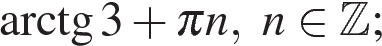 arctg 3 + πn, n ∈ ℤ;